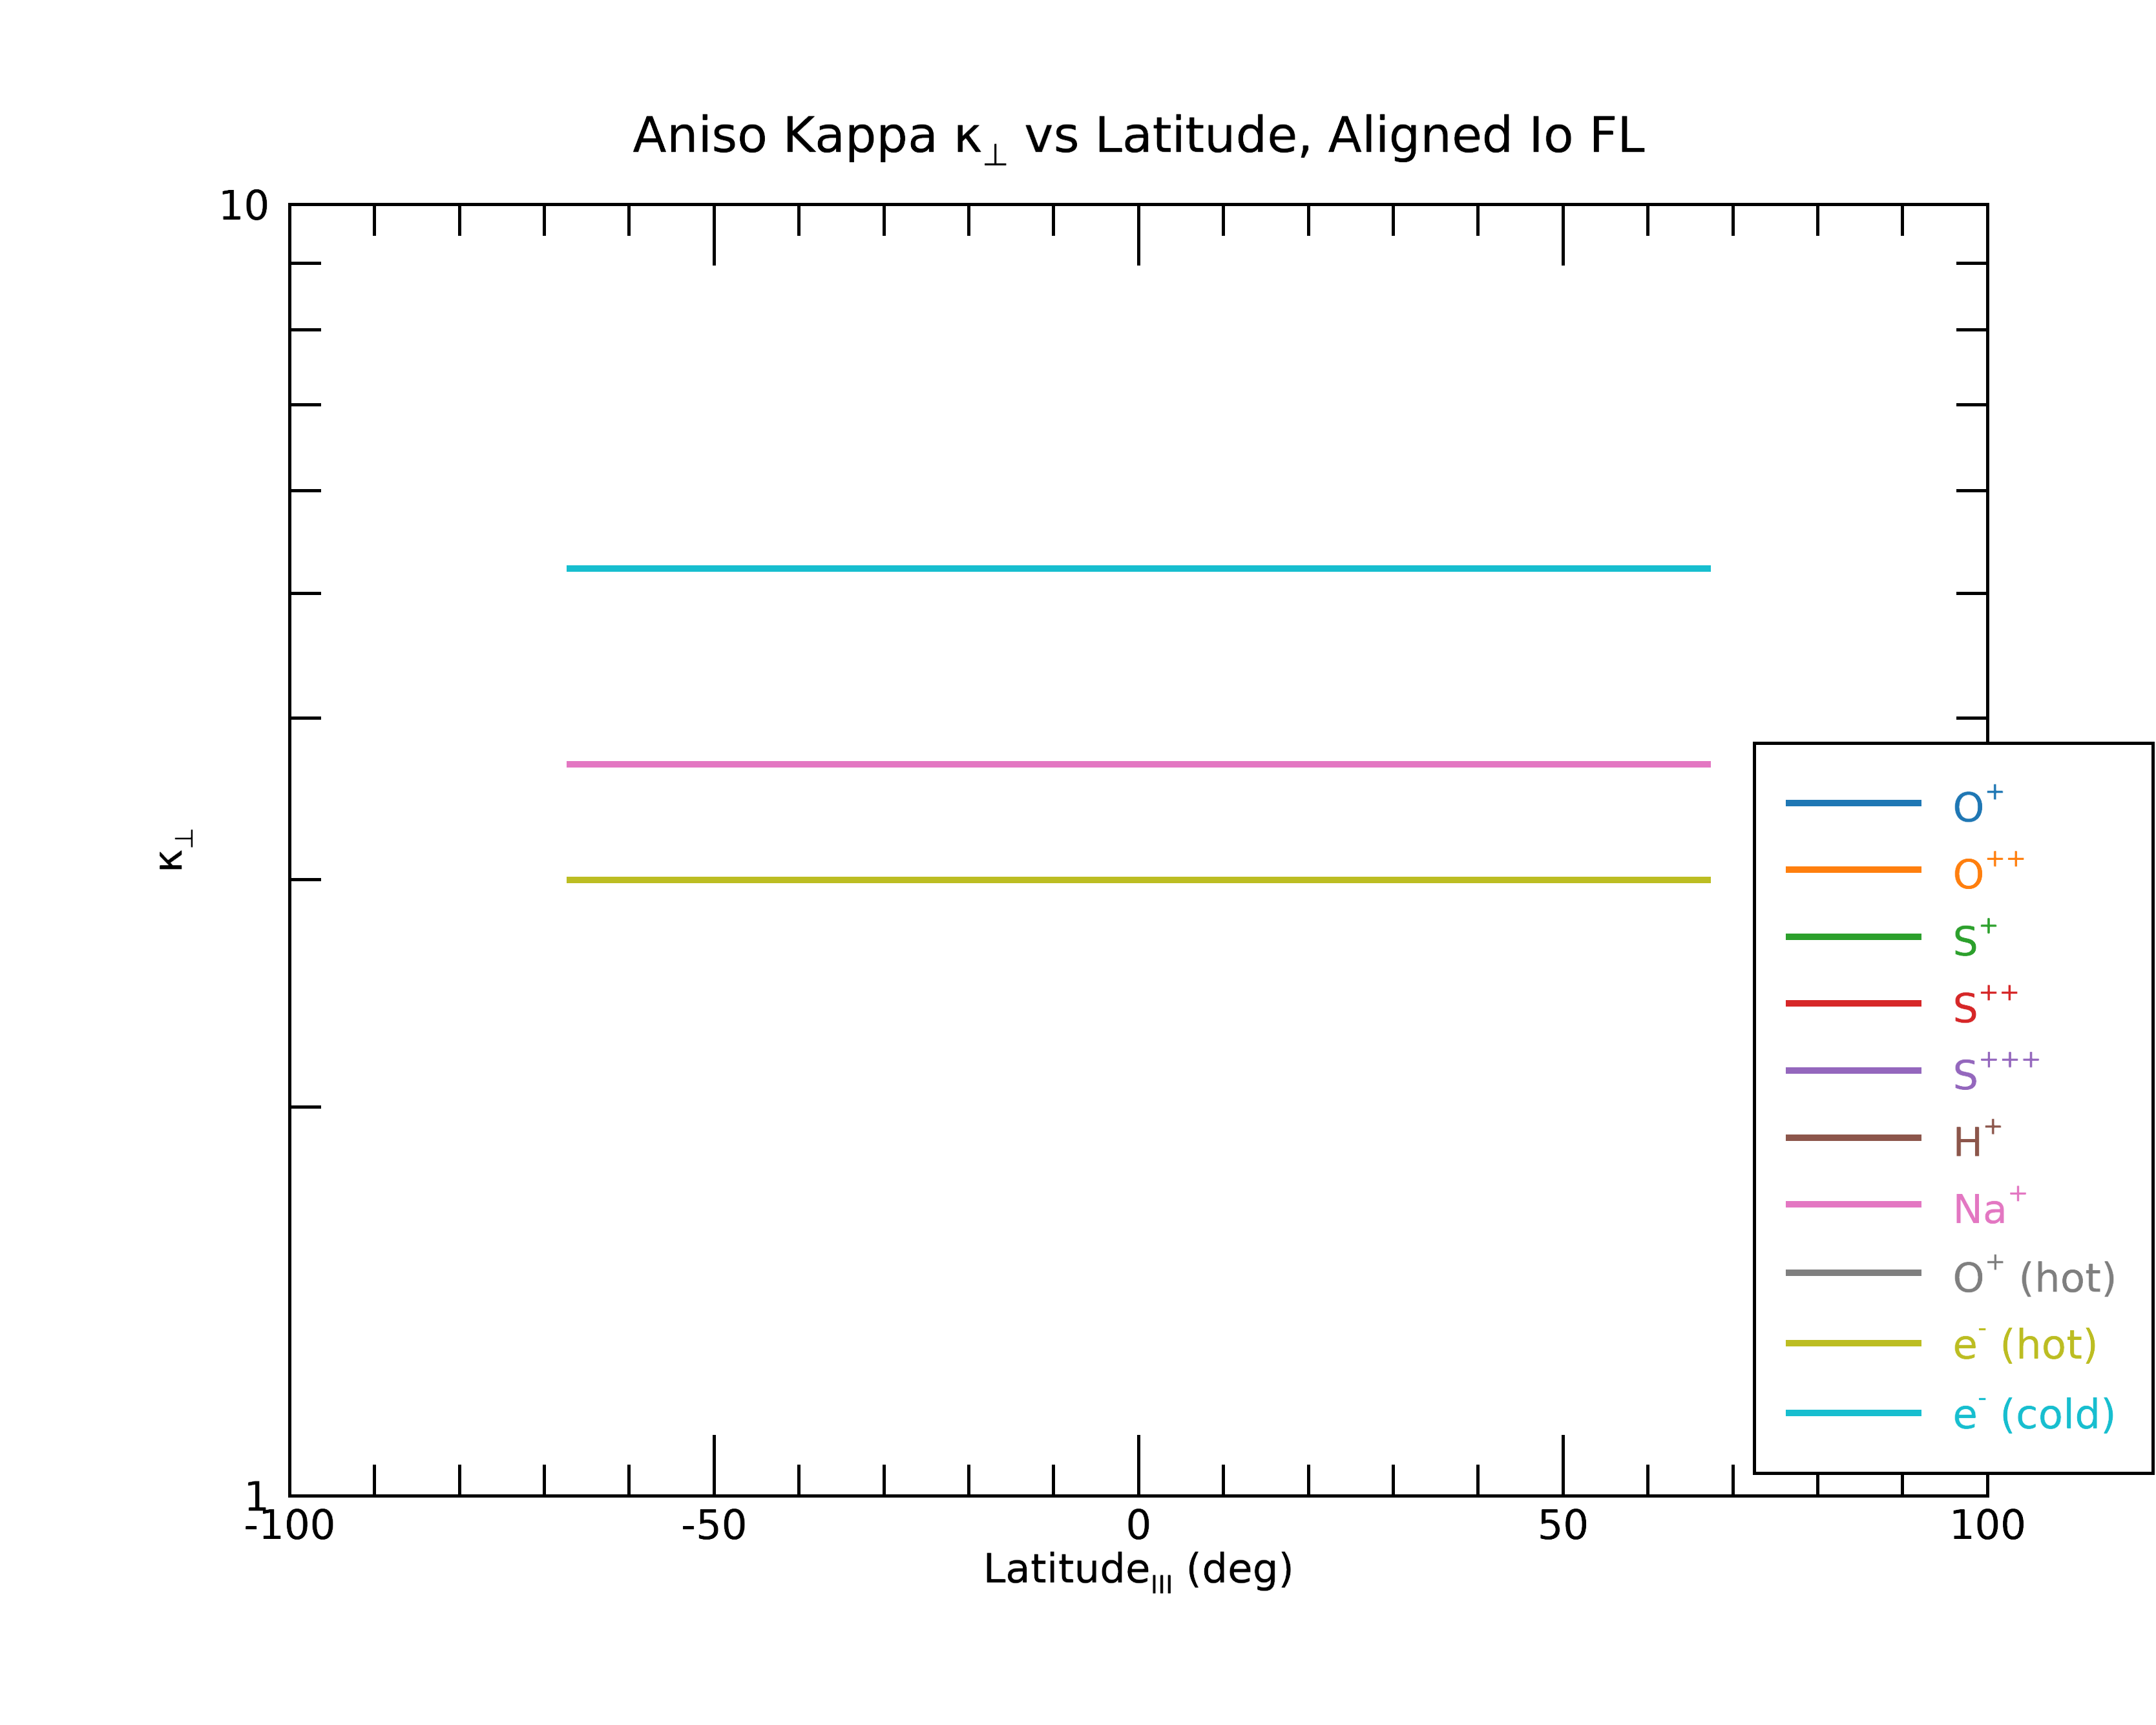 Aniso Kappa κ⊥ vs Latitude, Aligned Io FL
10
κ⊥
1
-100 -50 0 50 100
Latitude_III (deg)
O⁺
O⁺⁺
S⁺
S⁺⁺
S⁺⁺⁺
H⁺
Na⁺
O⁺ (hot)
e⁻ (hot)
e⁻ (cold)